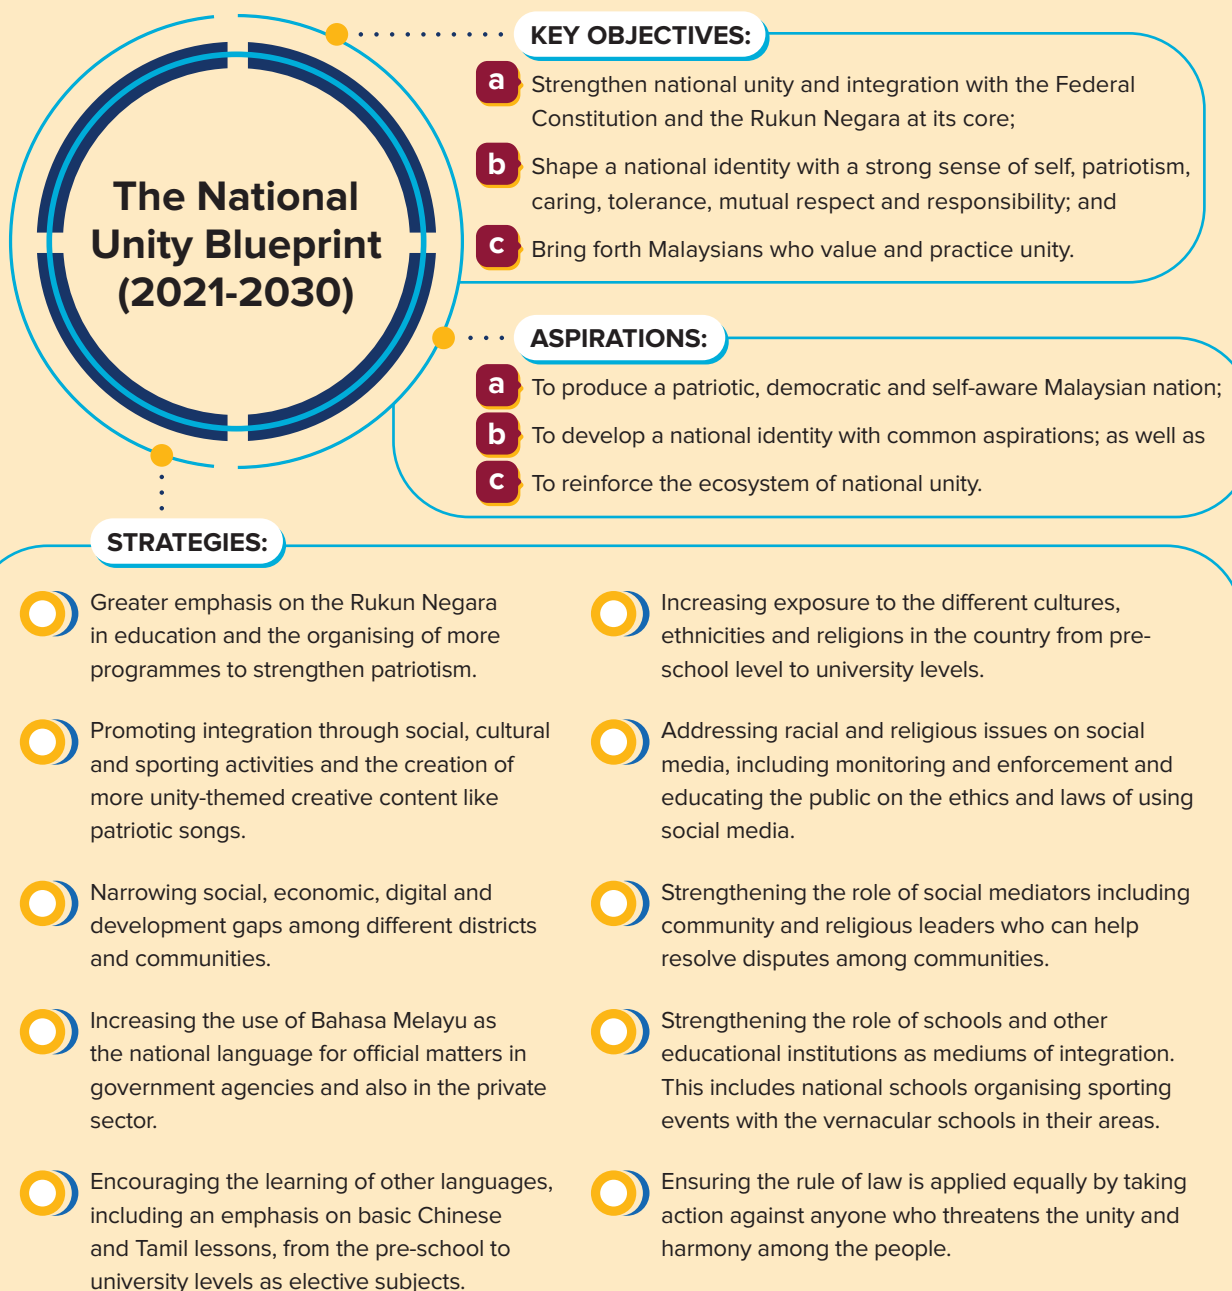 The National
Unity Blueprint
(2021-2030)
KEY OBJECTIVES:
a Strengthen national unity and integration with the Federal
Constitution and the Rukun Negara at its core;
b Shape a national identity with a strong sense of self, patriotism,
caring, tolerance, mutual respect and responsibility; and
c Bring forth Malaysians who value and practice unity.
ASPIRATIONS:
a To produce a patriotic, democratic and self-aware Malaysian nation;
b To develop a national identity with common aspirations; as well as
c To reinforce the ecosystem of national unity.
STRATEGIES:
Greater emphasis on the Rukun Negara
in education and the organising of more
programmes to strengthen patriotism.
Promoting integration through social, cultural
and sporting activities and the creation of
more unity-themed creative content like
patriotic songs.
Narrowing social, economic, digital and
development gaps among different districts
and communities.
Increasing the use of Bahasa Melayu as
the national language for official matters in
government agencies and also in the private
sector.
Encouraging the learning of other languages,
including an emphasis on basic Chinese
and Tamil lessons, from the pre-school to
university levels as elective subjects.
Increasing exposure to the different cultures,
ethnicities and religions in the country from pre-
school level to university levels.
Addressing racial and religious issues on social
media, including monitoring and enforcement and
educating the public on the ethics and laws of using
social media.
Strengthening the role of social mediators including
community and religious leaders who can help
resolve disputes among communities.
Strengthening the role of schools and other
educational institutions as mediums of integration.
This includes national schools organising sporting
events with the vernacular schools in their areas.
Ensuring the rule of law is applied equally by taking
action against anyone who threatens the unity and
harmony among the people.